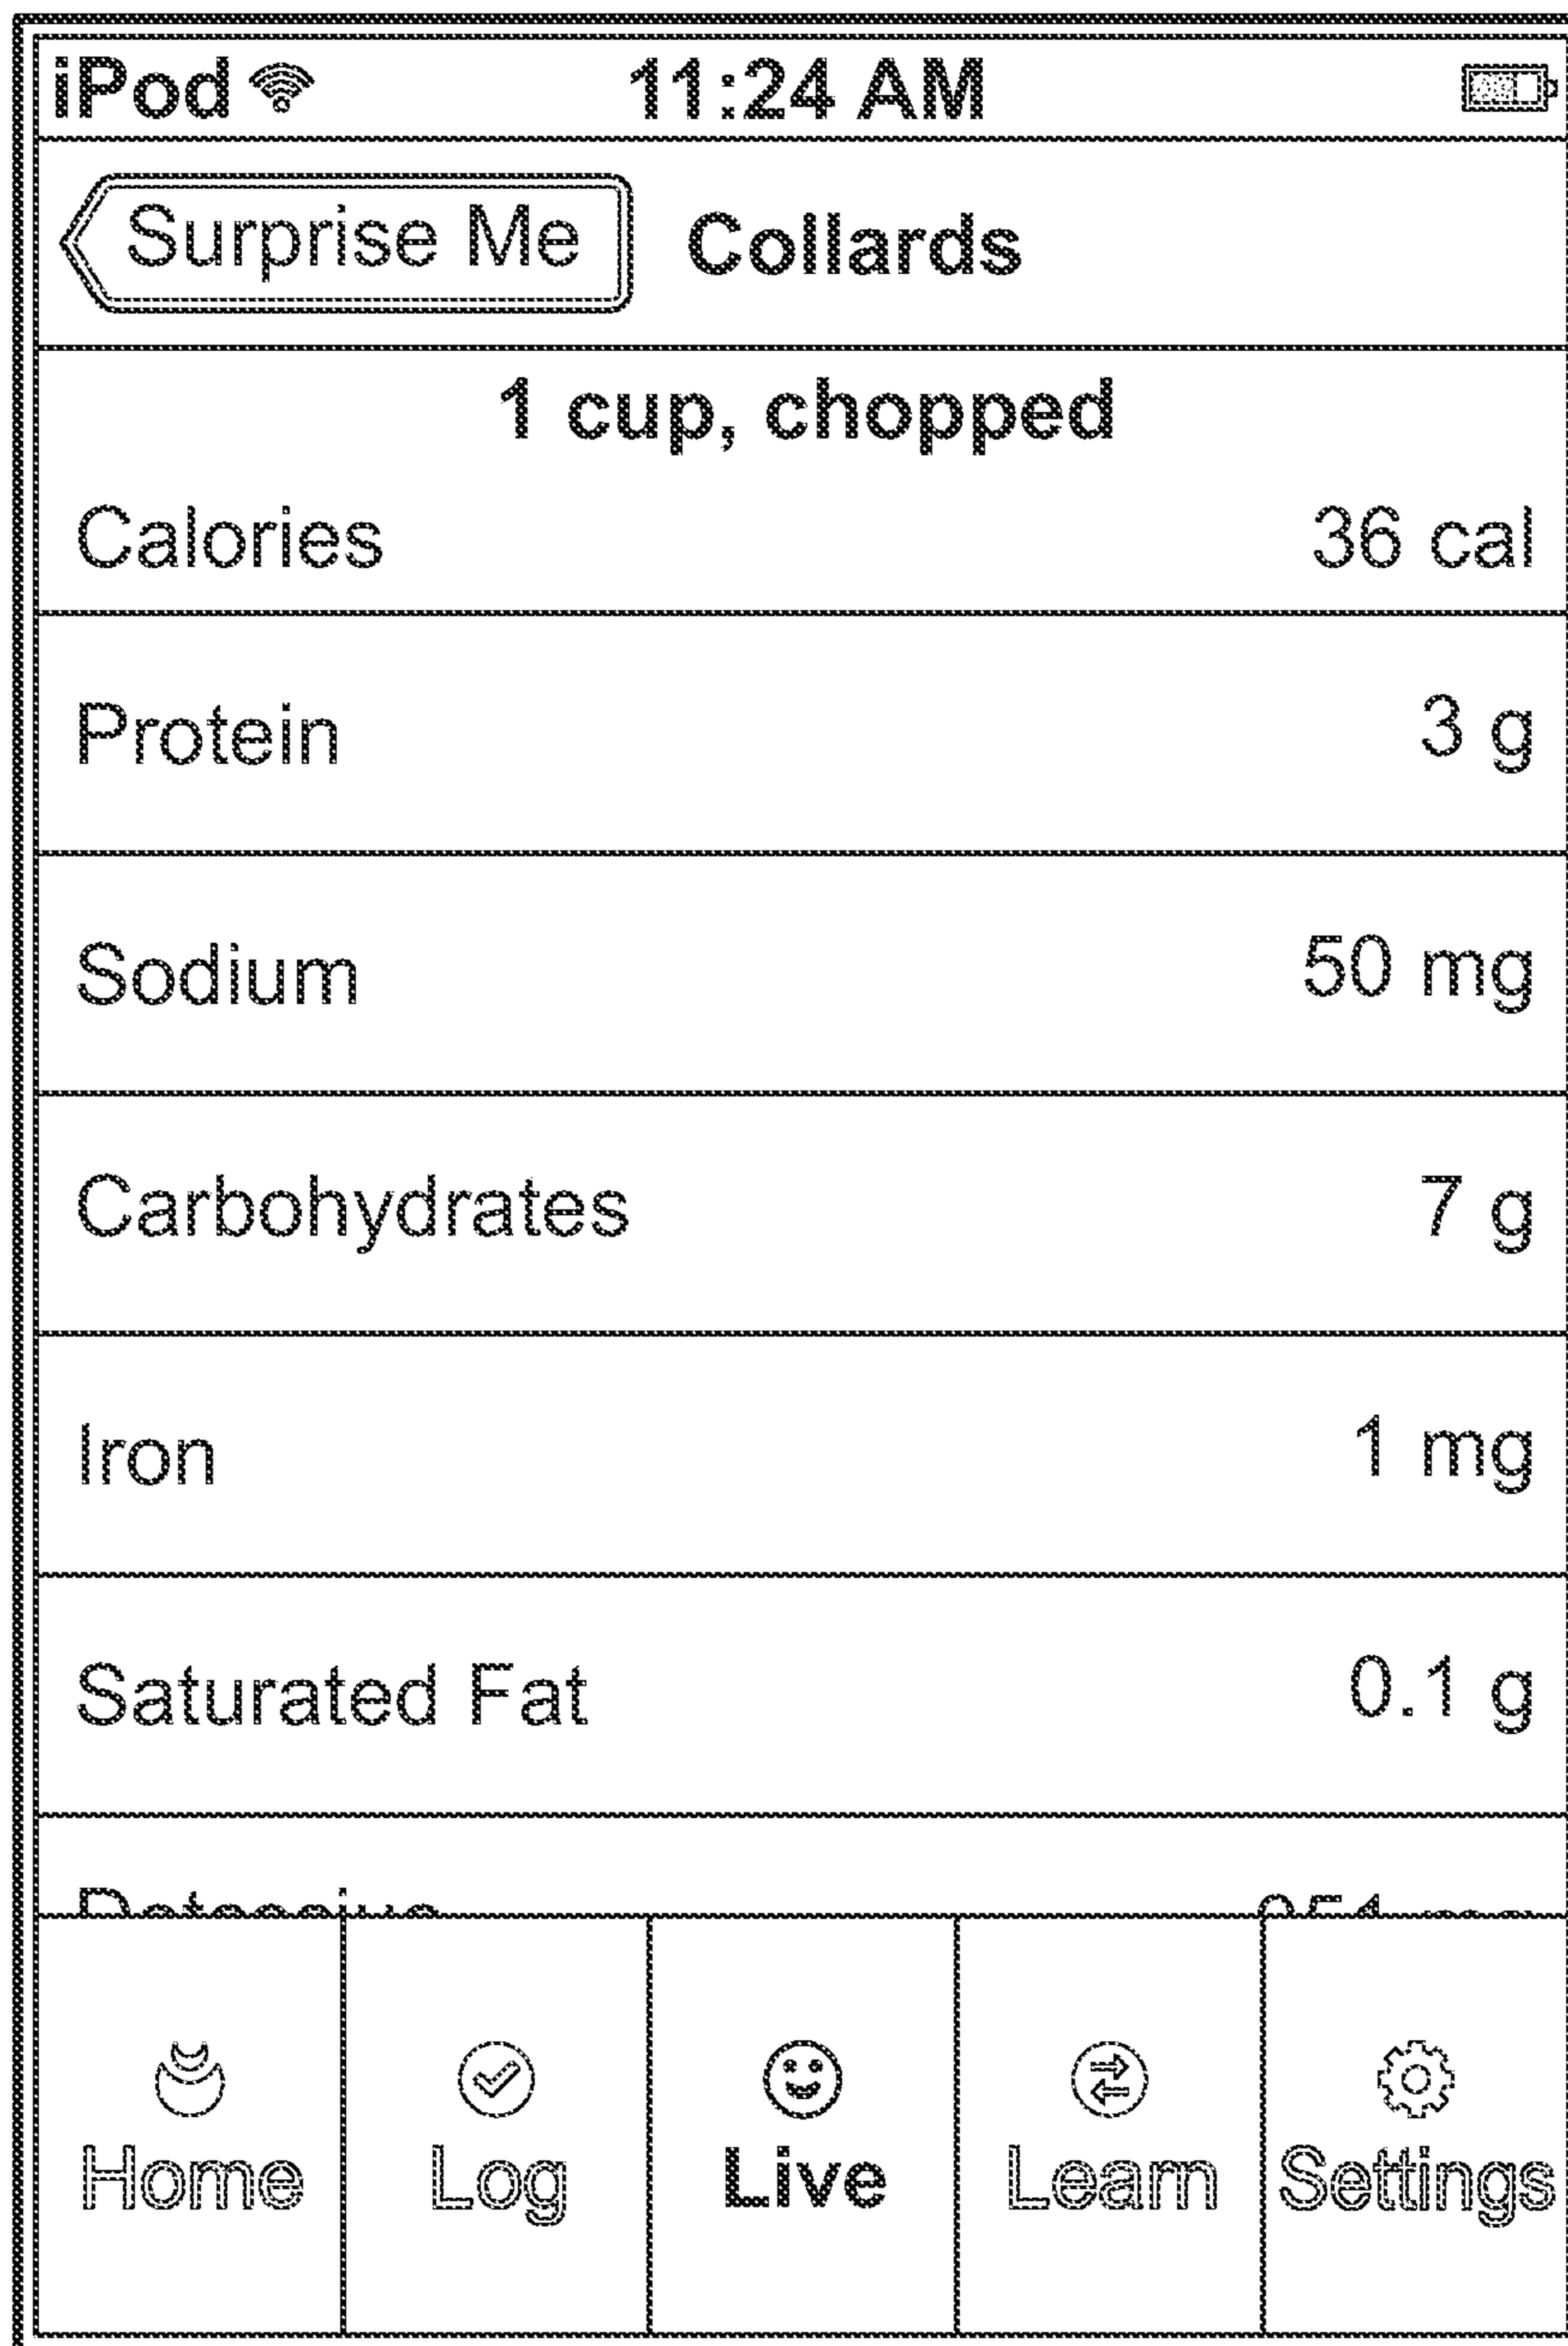 iPod 11:24 AM
Surprise Me Collards
1 cup, chopped
Calories 36 cal
Protein 3 g
Sodium 50 mg
Carbohydrates 7 g
Iron 1 mg
Saturated Fat 0.1 g
Home Log Live Learn Settings